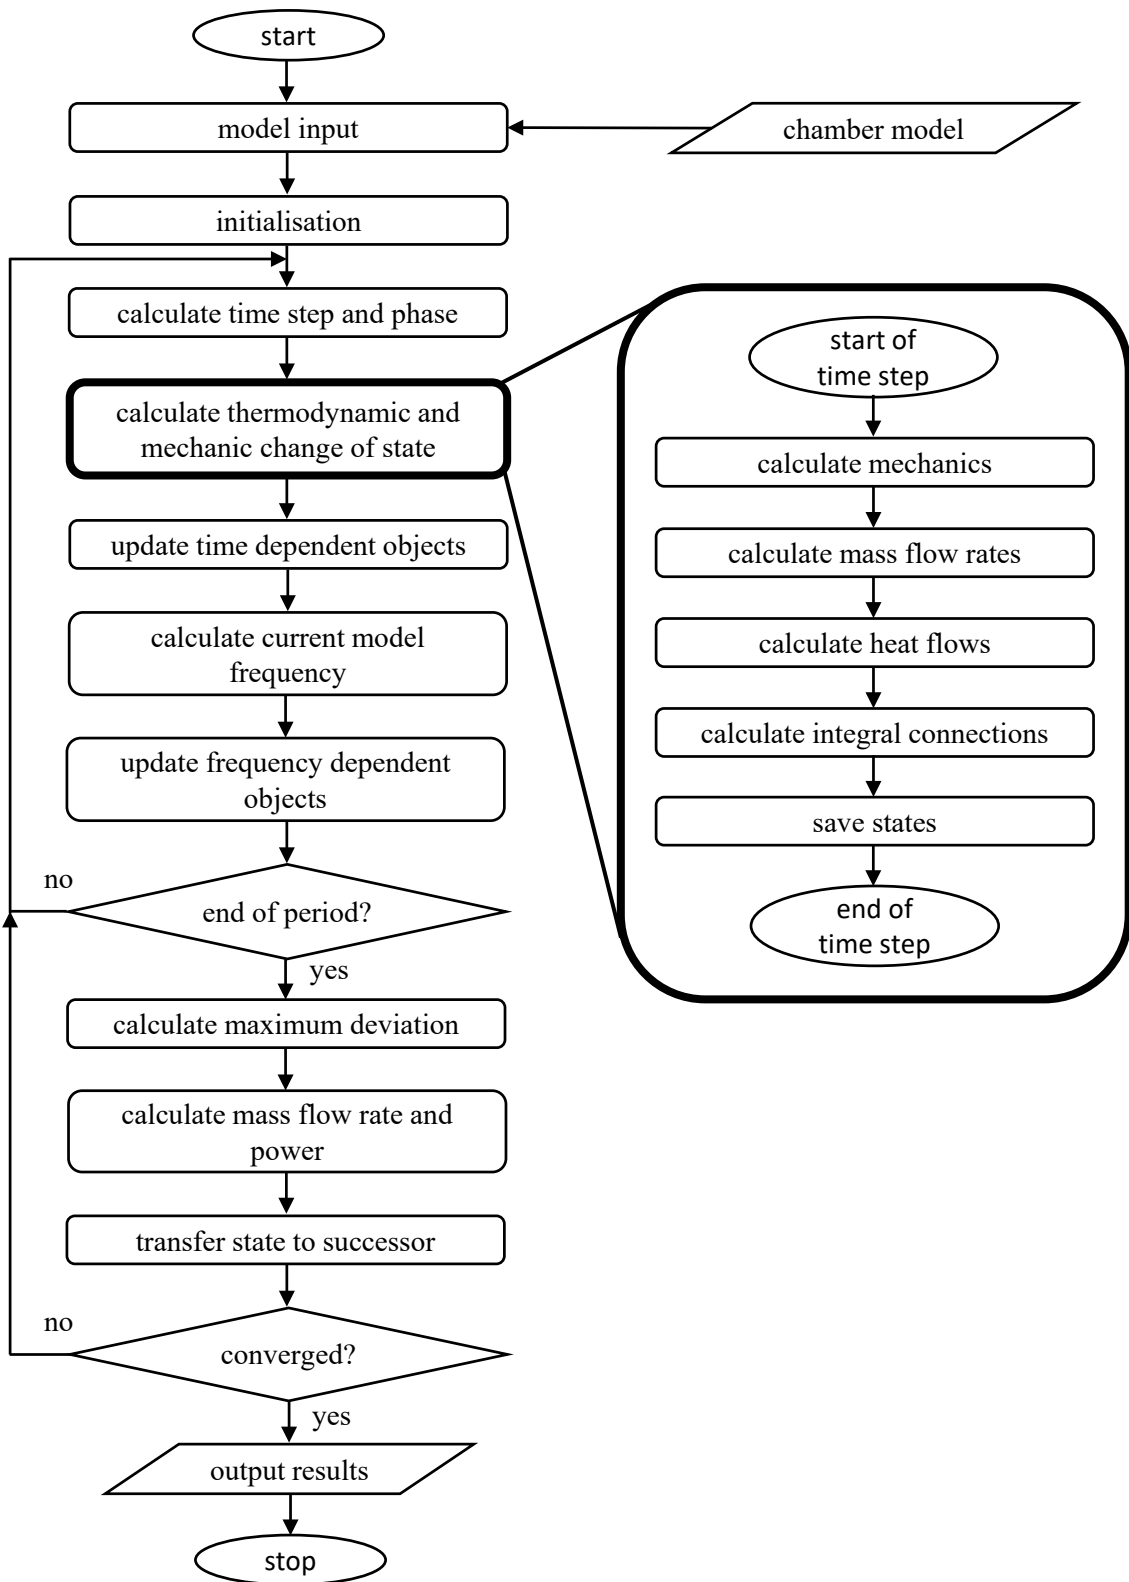 start
model input
chamber model
initialisation
calculate time step and phase
calculate thermodynamic and
mechanic change of state
update time dependent objects
calculate current model
frequency
update frequency dependent
objects
no
end of period?
yes
calculate maximum deviation
calculate mass flow rate and
power
transfer state to successor
no
converged?
yes
output results
stop
start of
time step
calculate mechanics
calculate mass flow rates
calculate heat flows
calculate integral connections
save states
end of
time step